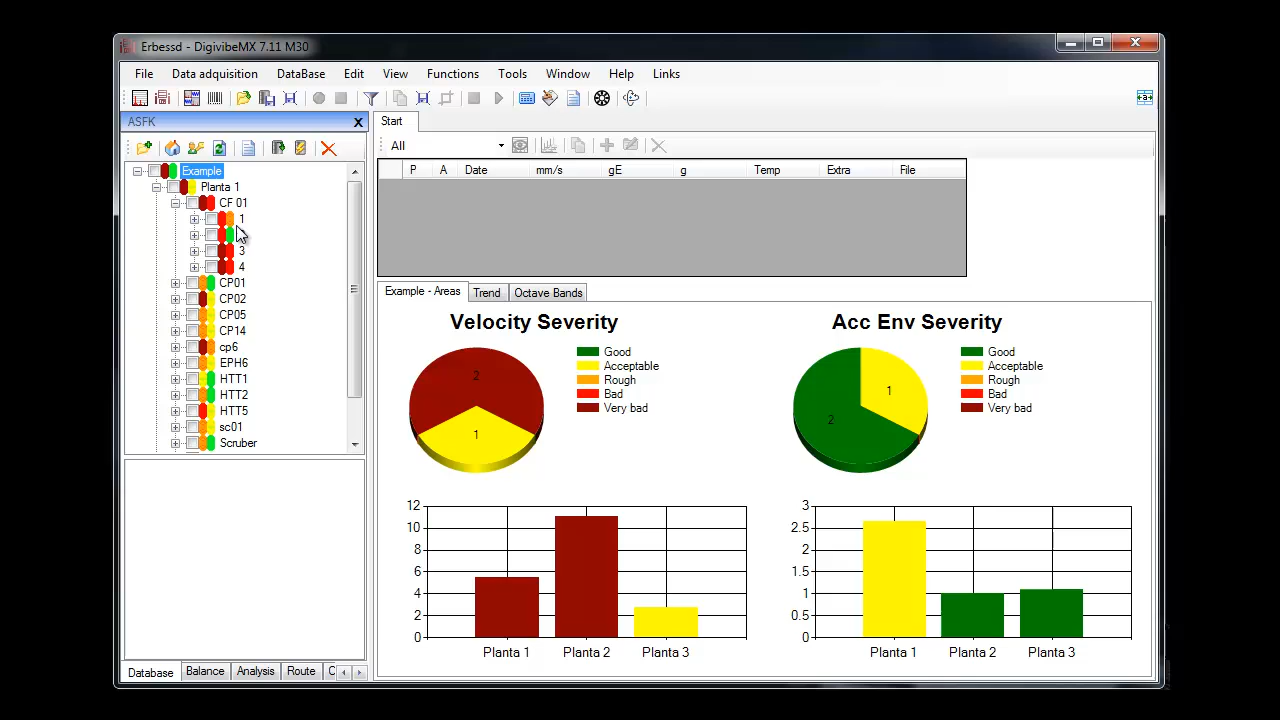 Erbessd - DigivibeMX 7.11 M30
File Data adquisition DataBase Edit View Functions Tools Window Help Links
ASFK X
Start
All
P A Date mm/s gE g Temp Extra File
Example
Planta 1
CF 01
1
3
4
CP01
CP02
CP05
CP14
cp6
EPH6
HTT1
HTT2
HTT5
sc01
Scruber
Database Balance Analysis Route
Example - Areas Trend Octave Bands
Velocity Severity
2
1
Good
Acceptable
Rough
Bad
Very bad
12
10
8
6
4
2
0
Planta 1 Planta 2 Planta 3
Acc Env Severity
1
2
Good
Acceptable
Rough
Bad
Very bad
3
2.5
2
1.5
1
0.5
0
Planta 1 Planta 2 Planta 3